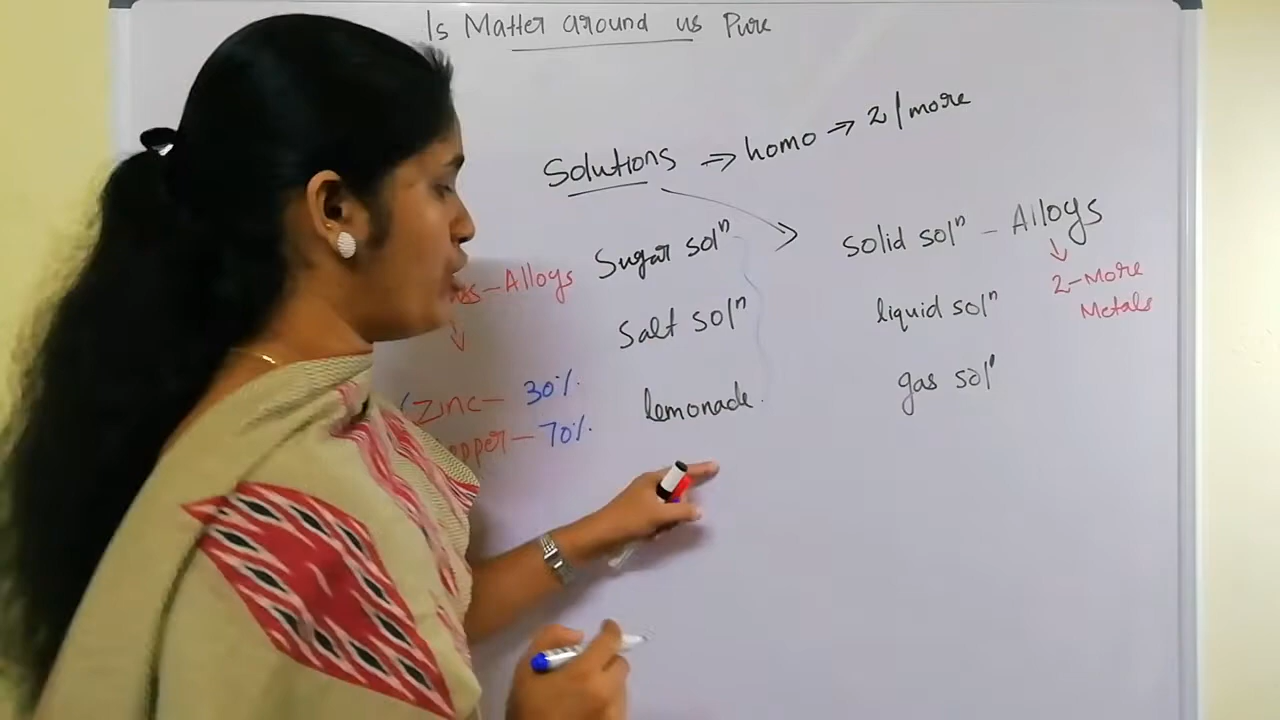 Is Matter around us Pure
Solutions ⇒ homo → 2/more
Sugar solⁿ
Salt solⁿ
lemonade.
solid solⁿ - Alloys
↓
2-More
Metals
liquid solⁿ
gas solⁿ
-Alloys
↓
Zinc - 30%.
opper - 70%.